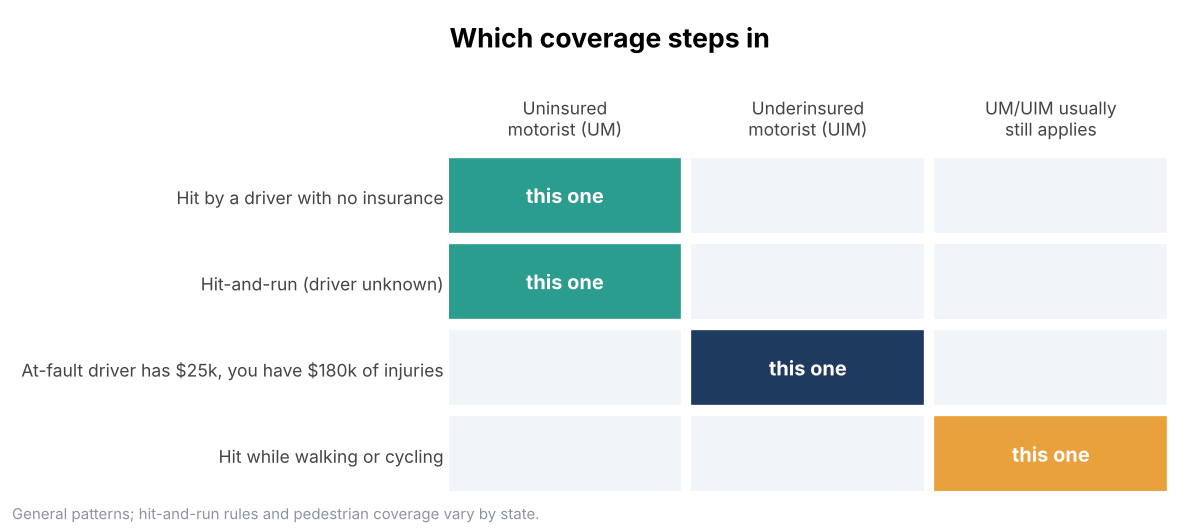 Which coverage steps in
Uninsured
motorist (UM)
Underinsured
motorist (UIM)
UM/UIM usually
still applies
Hit by a driver with no insurance
this one
Hit-and-run (driver unknown)
this one
At-fault driver has $25k, you have $180k of injuries
this one
Hit while walking or cycling
this one
General patterns; hit-and-run rules and pedestrian coverage vary by state.